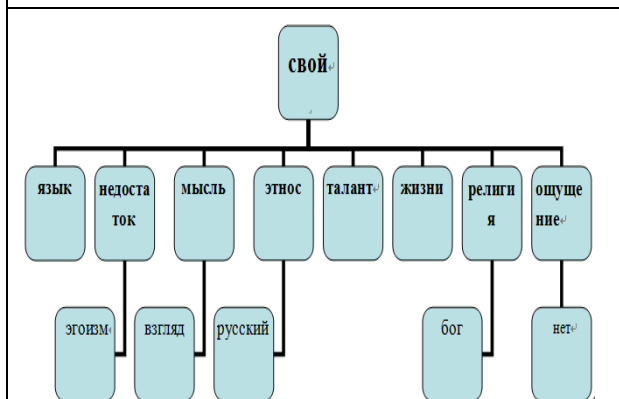 свой
язык
недоста
ток
мысль
этнос
талант
жизни
религи
я
ощуще
ние
эгоизм
взгляд
русский
бог
нет